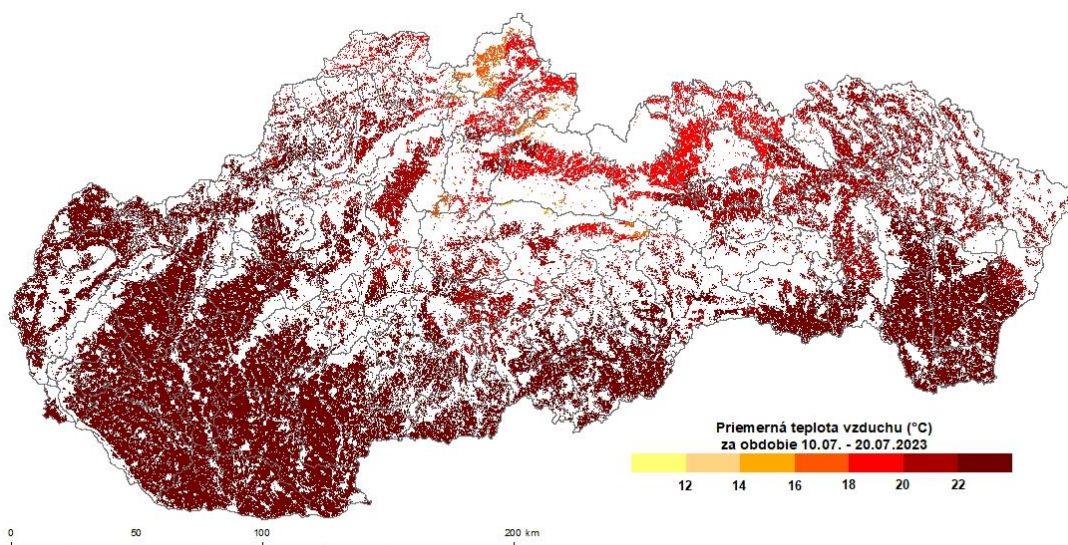 Priemerná teplota vzduchu (°C)
za obdobie 10.07. - 20.07.2023
12 14 16 18 20 22
0 50 100 200 km